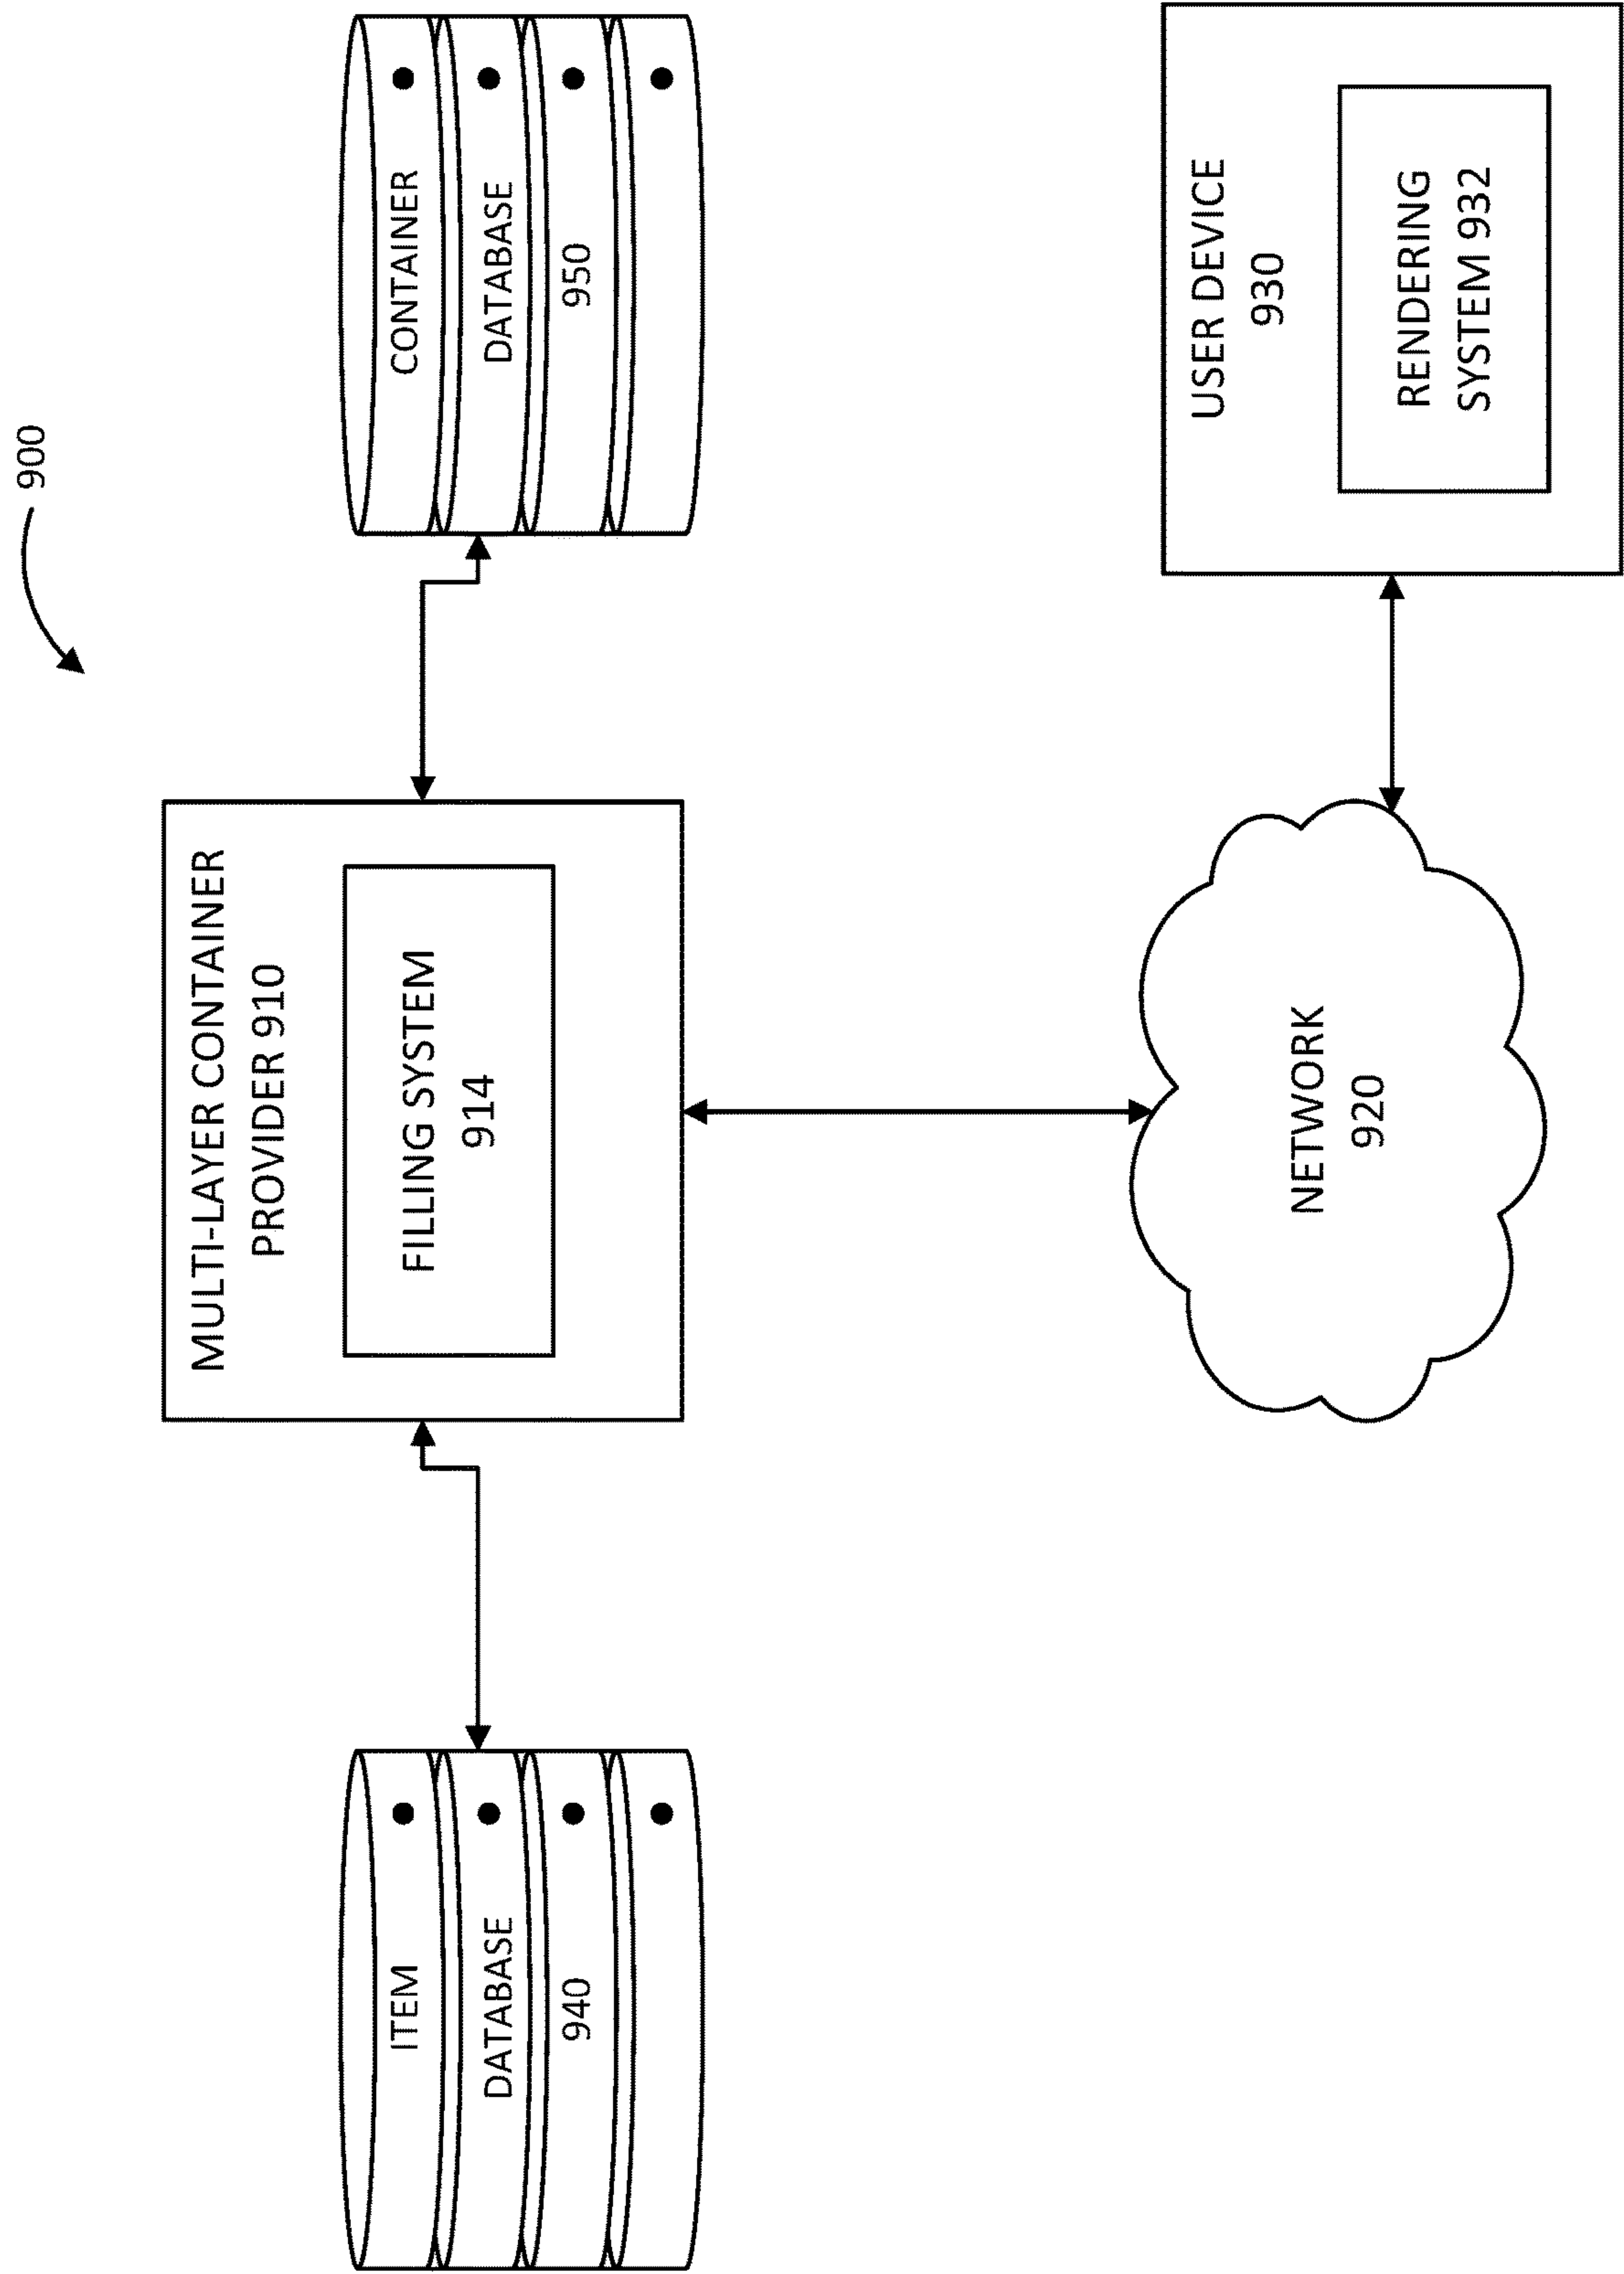 900
MULTI-LAYER CONTAINER
PROVIDER 910
FILLING SYSTEM
914
ITEM
DATABASE
940
CONTAINER
DATABASE
950
NETWORK
920
USER DEVICE
930
RENDERING
SYSTEM 932